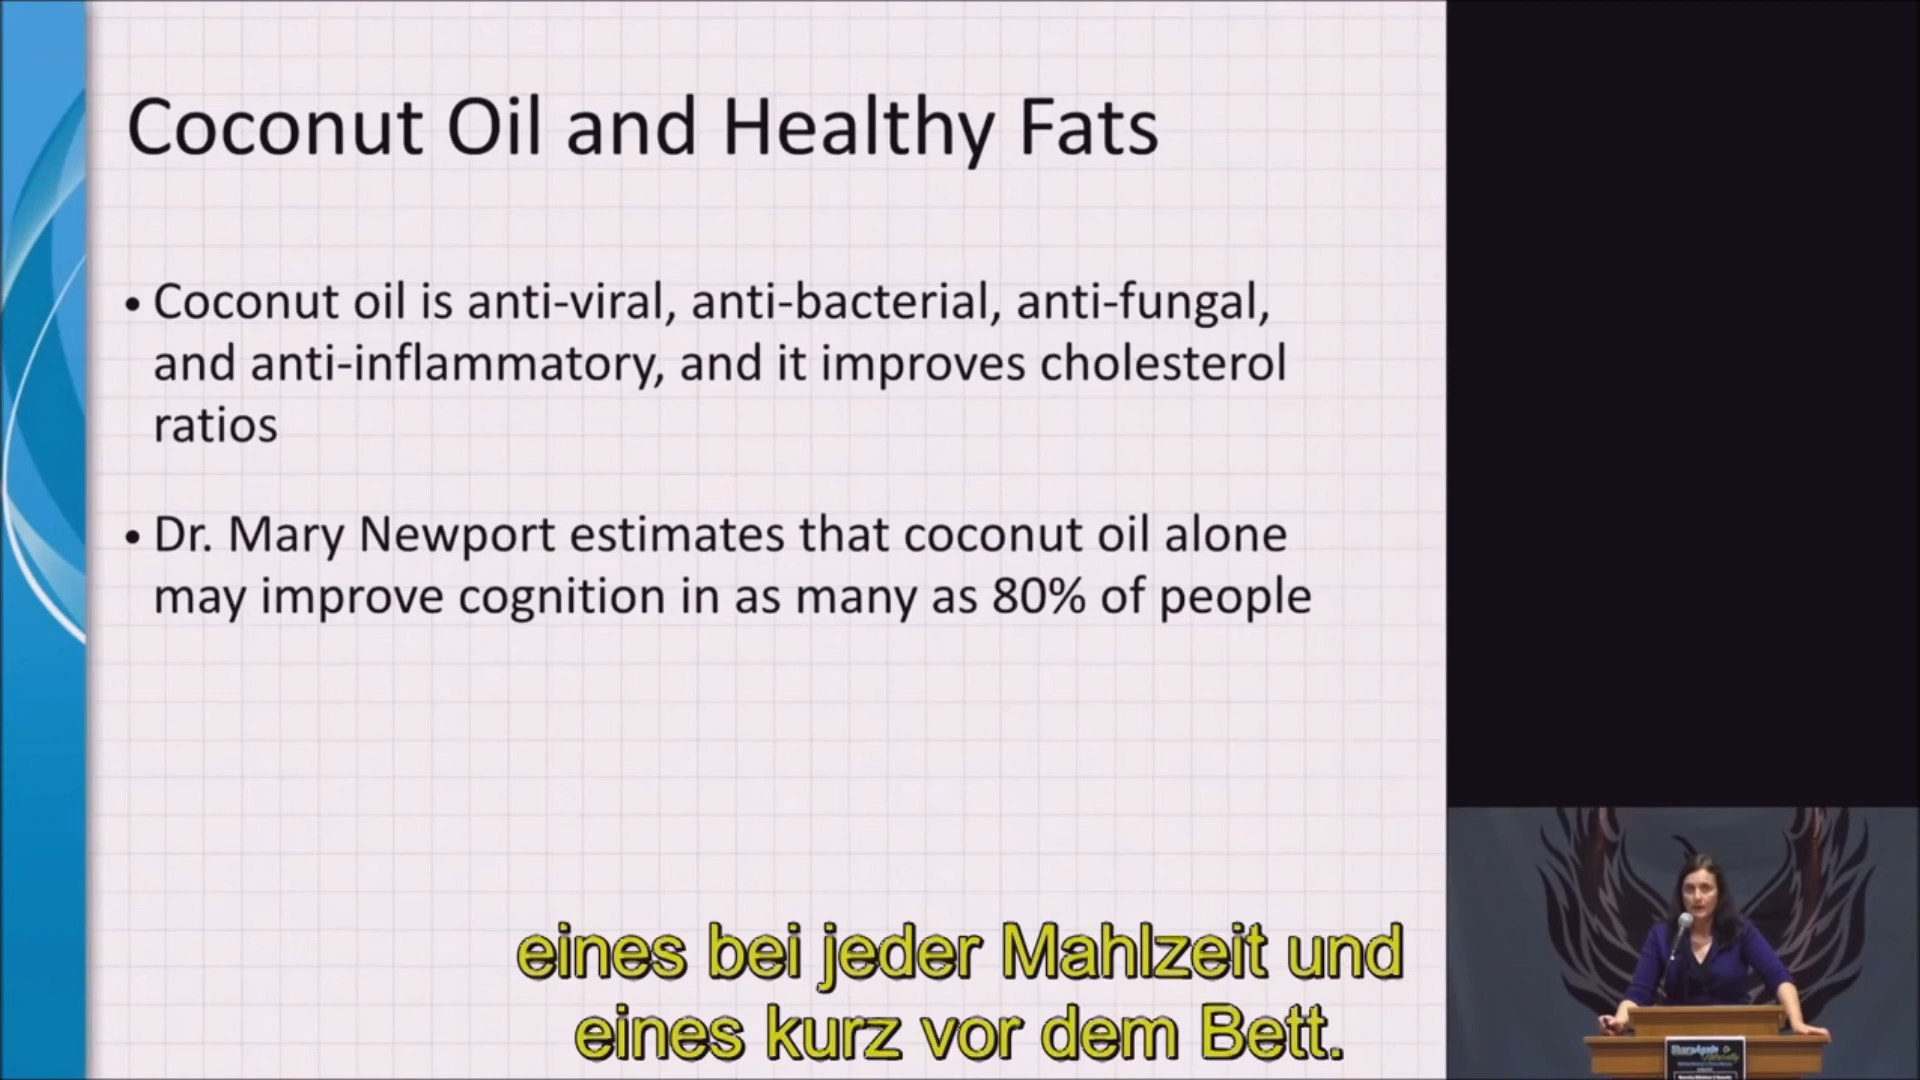 Coconut Oil and Healthy Fats
• Coconut oil is anti-viral, anti-bacterial, anti-fungal,
and anti-inflammatory, and it improves cholesterol
ratios
• Dr. Mary Newport estimates that coconut oil alone
may improve cognition in as many as 80% of people
eines bei jeder Mahlzeit und
eines kurz vor dem Bett.